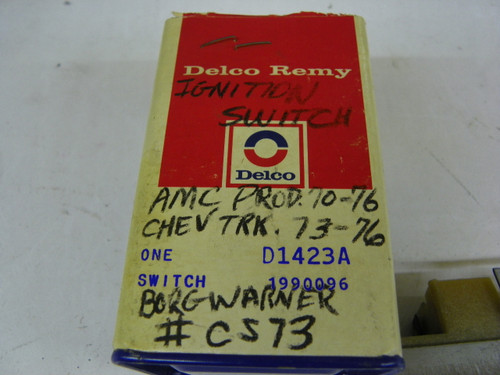 Delco Remy
IGNITION
SWITCH
Delco
AMC PROD. 70-76
CHEV TRK. 73-76
ONE D1423A
SWITCH 1990096
BORGWARNER
# CS73